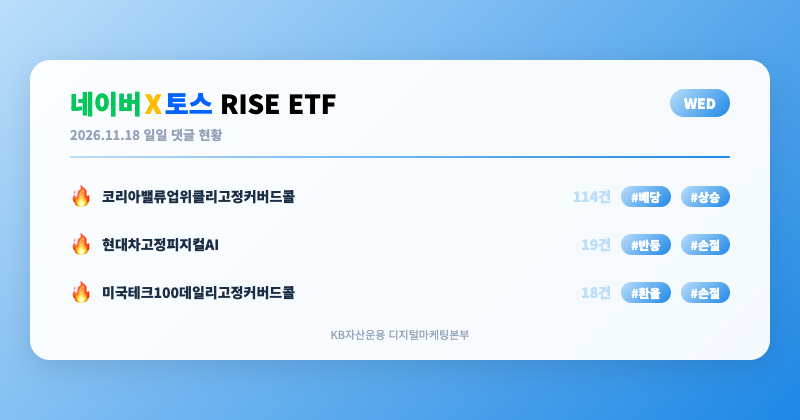 네이버 X 토스 RISE ETF
WED
2026.11.18 일일 댓글 현황
코리아밸류업위클리고정커버드콜 114건 #배당 #상승
현대차고정피지컬AI 19건 #반등 #손절
미국테크100데일리고정커버드콜 18건 #환율 #손절
KB자산운용 디지털마케팅본부